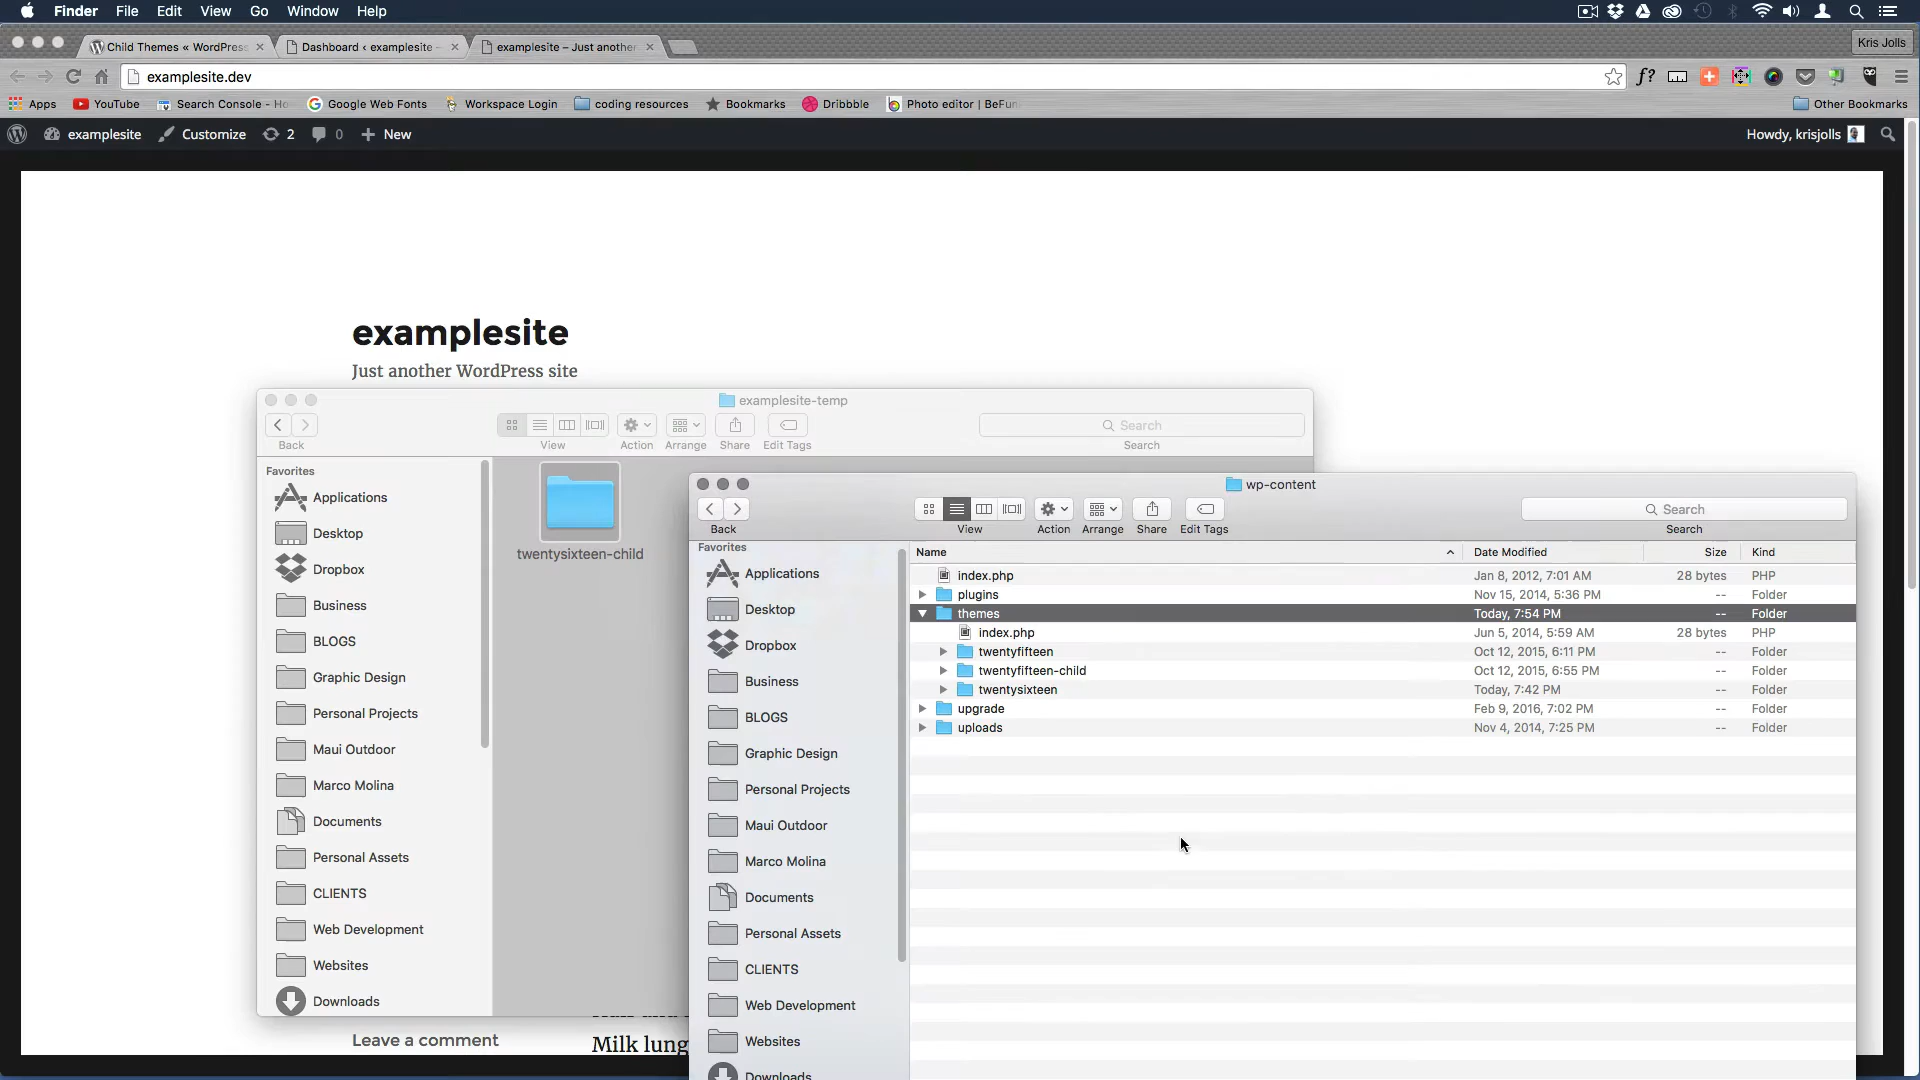 Finder File Edit View Go Window Help
Child Themes « WordPress Dashboard ‹ examplesite – examplesite – Just another Kris Jolls
examplesite.dev f?
Apps YouTube Search Console - Ho Google Web Fonts Workspace Login coding resources Bookmarks Dribbble Photo editor | BeFun Other Bookmarks
examplesite Customize 2 0 New Howdy, krisjolls
examplesite
Just another WordPress site
examplesite-temp
Search
Back View Action Arrange Share Edit Tags Search
Favorites
Applications
Desktop
Dropbox
Business
BLOGS
Graphic Design
Personal Projects
Maui Outdoor
Marco Molina
Documents
Personal Assets
CLIENTS
Web Development
Websites
Downloads
twentysixteen-child
wp-content
Search
Back View Action Arrange Share Edit Tags Search
Favorites
Applications
Desktop
Dropbox
Business
BLOGS
Graphic Design
Personal Projects
Maui Outdoor
Marco Molina
Documents
Personal Assets
CLIENTS
Web Development
Websites
Downloads
Name Date Modified Size Kind
index.php Jan 8, 2012, 7:01 AM 28 bytes PHP
plugins Nov 15, 2014, 5:36 PM -- Folder
themes Today, 7:54 PM -- Folder
index.php Jun 5, 2014, 5:59 AM 28 bytes PHP
twentyfifteen Oct 12, 2015, 6:11 PM -- Folder
twentyfifteen-child Oct 12, 2015, 6:55 PM -- Folder
twentysixteen Today, 7:42 PM -- Folder
upgrade Feb 9, 2016, 7:02 PM -- Folder
uploads Nov 4, 2014, 7:25 PM -- Folder
Leave a comment
Milk lung